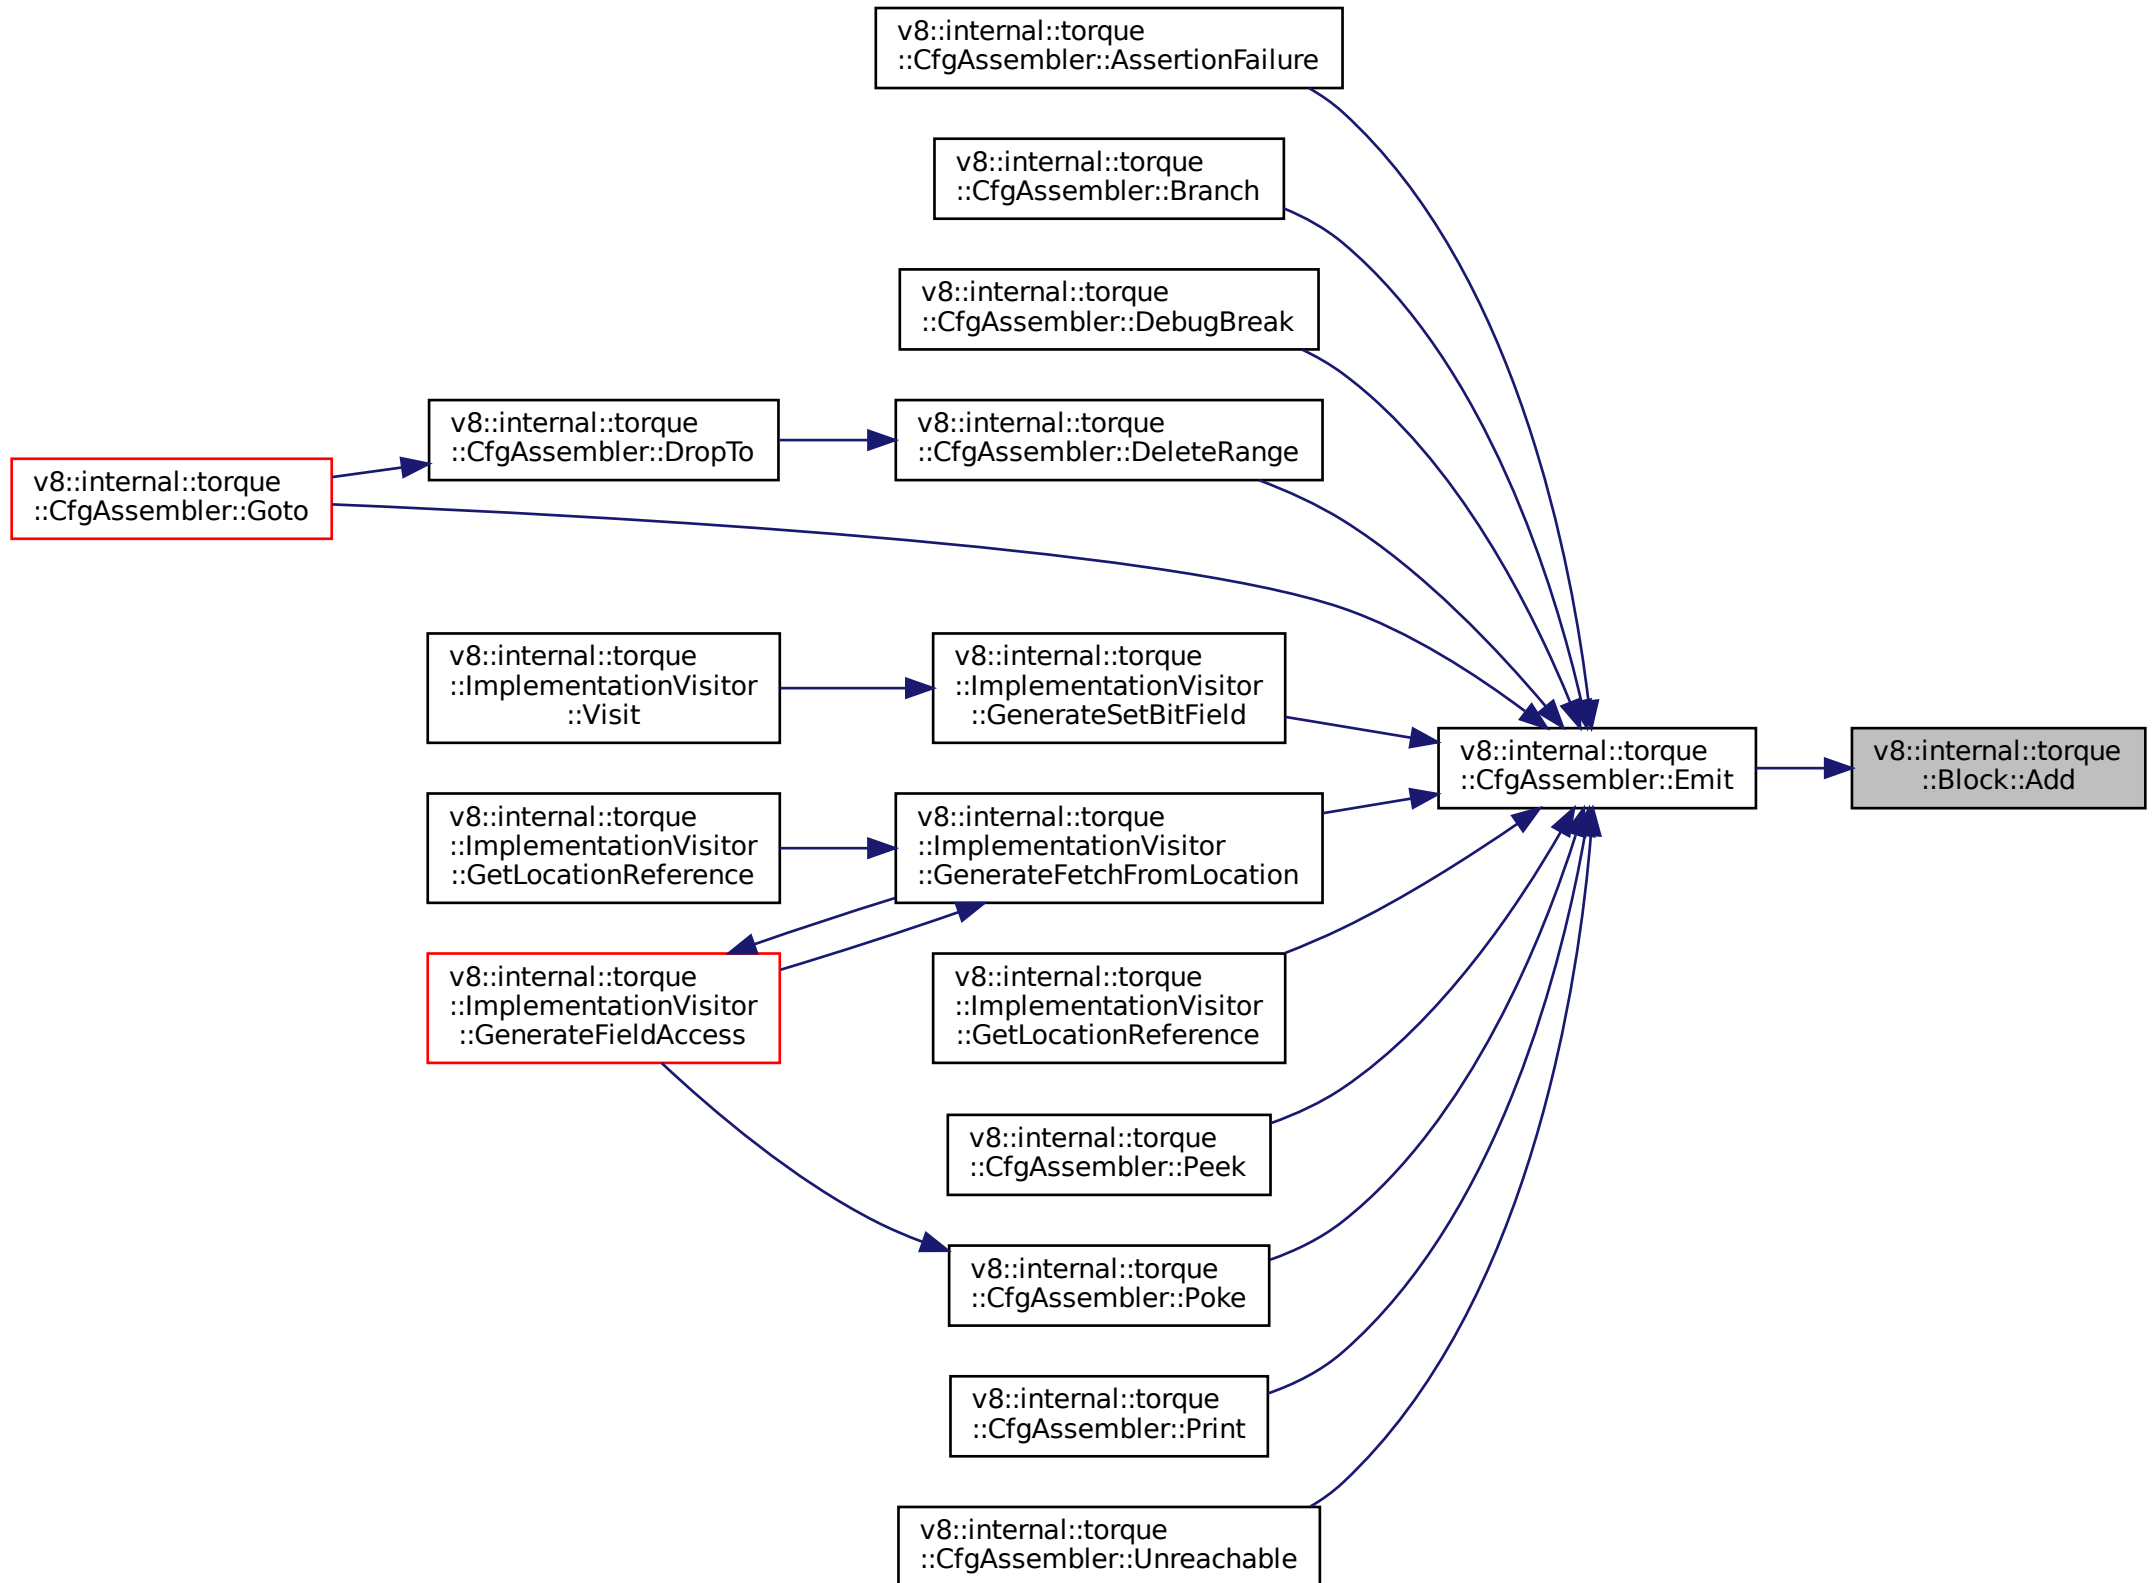 v8::internal::torque
::CfgAssembler::AssertionFailure
v8::internal::torque
::CfgAssembler::Branch
v8::internal::torque
::CfgAssembler::DebugBreak
v8::internal::torque
::CfgAssembler::DropTo
v8::internal::torque
::CfgAssembler::DeleteRange
v8::internal::torque
::CfgAssembler::Goto
v8::internal::torque
::ImplementationVisitor
::Visit
v8::internal::torque
::ImplementationVisitor
::GenerateSetBitField
v8::internal::torque
::CfgAssembler::Emit
v8::internal::torque
::Block::Add
v8::internal::torque
::ImplementationVisitor
::GetLocationReference
v8::internal::torque
::ImplementationVisitor
::GenerateFetchFromLocation
v8::internal::torque
::ImplementationVisitor
::GenerateFieldAccess
v8::internal::torque
::ImplementationVisitor
::GetLocationReference
v8::internal::torque
::CfgAssembler::Peek
v8::internal::torque
::CfgAssembler::Poke
v8::internal::torque
::CfgAssembler::Print
v8::internal::torque
::CfgAssembler::Unreachable